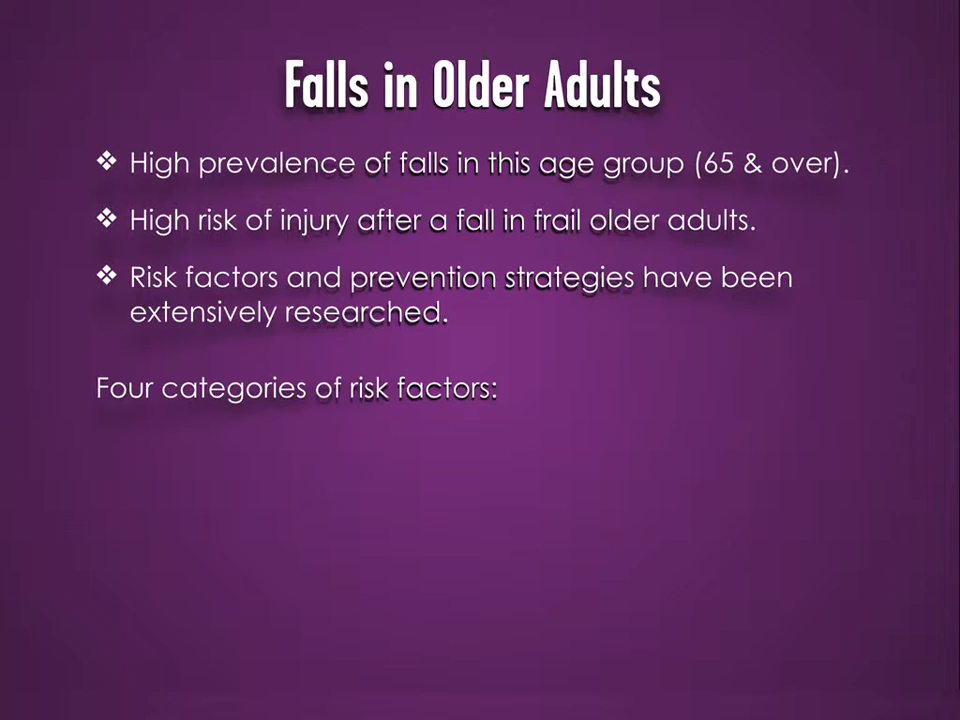 Falls in Older Adults
❖ High prevalence of falls in this age group (65 & over).
❖ High risk of injury after a fall in frail older adults.
❖ Risk factors and prevention strategies have been
extensively researched.
Four categories of risk factors: